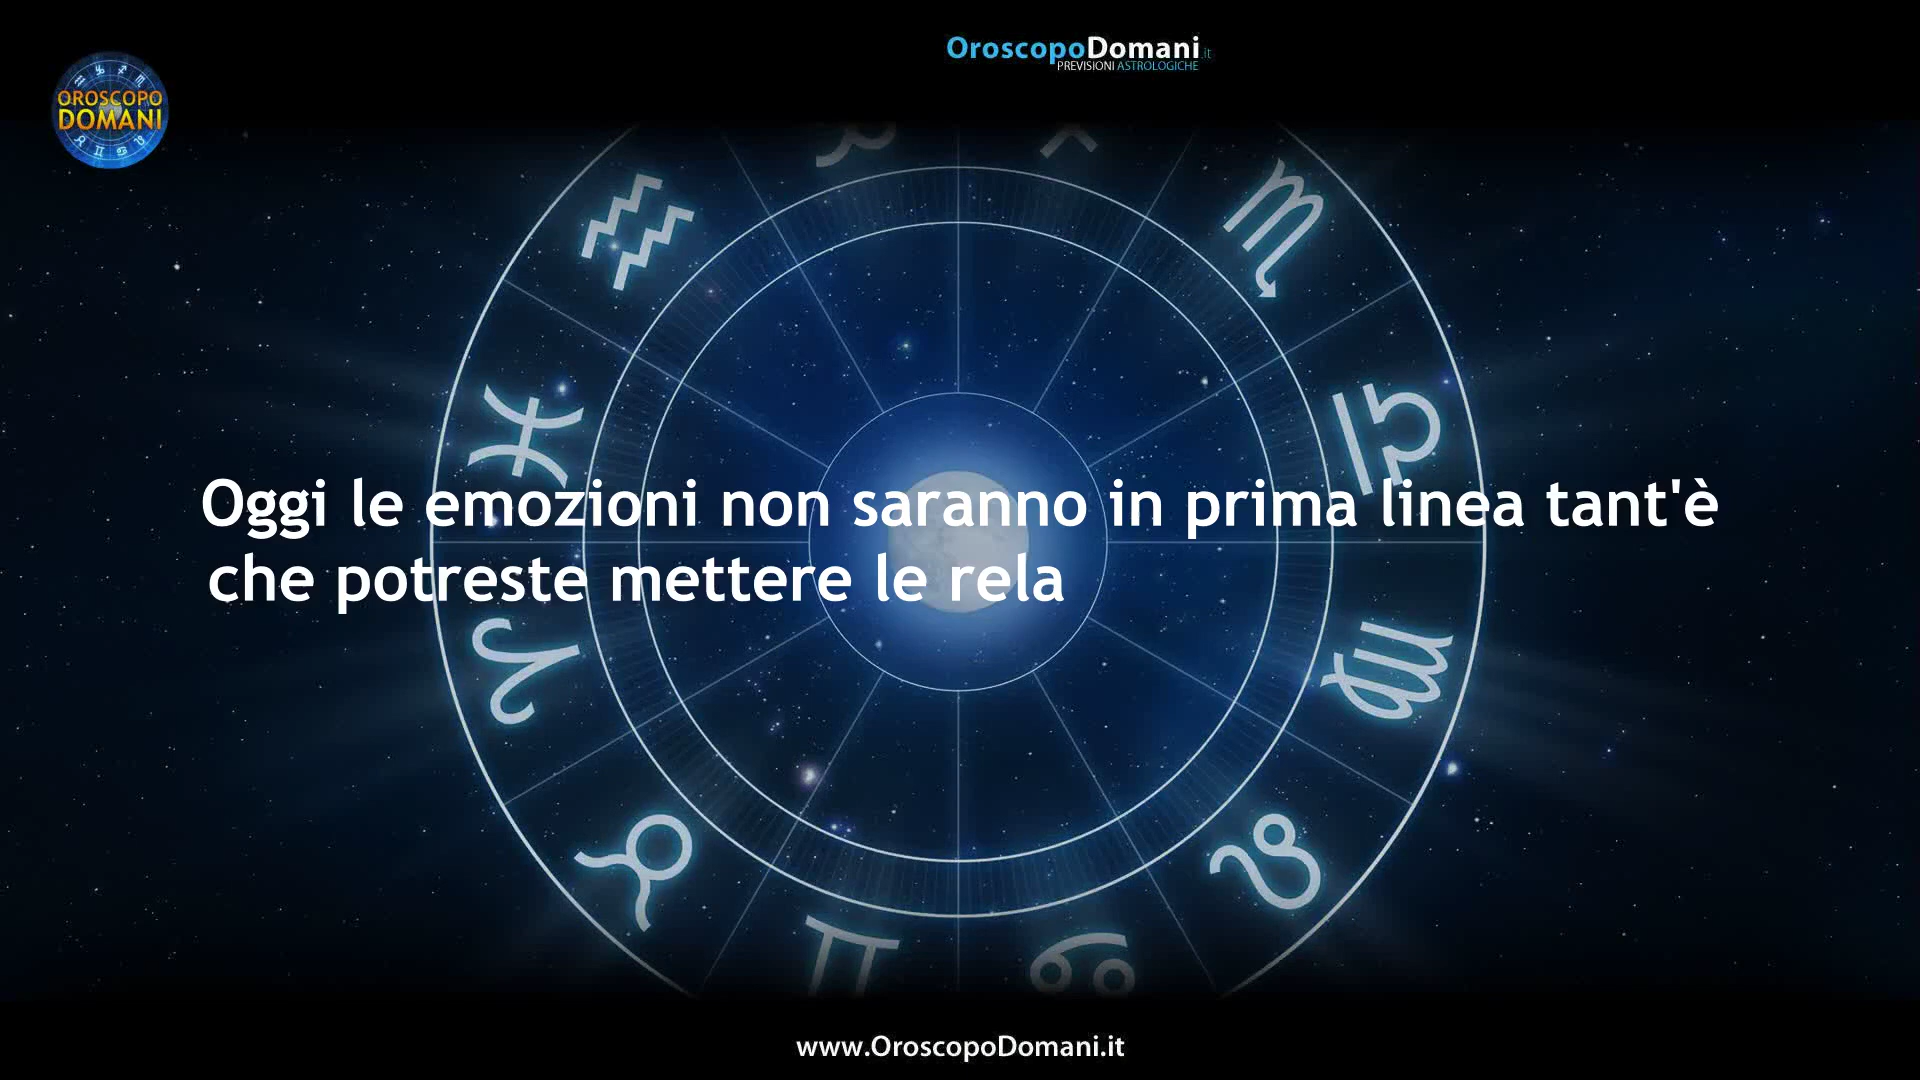 OroscopoDomani.it
PREVISIONI ASTROLOGICHE
OROSCOPO
DOMANI
Oggi le emozioni non saranno in prima linea tant'è
che potreste mettere le rela
www.OroscopoDomani.it